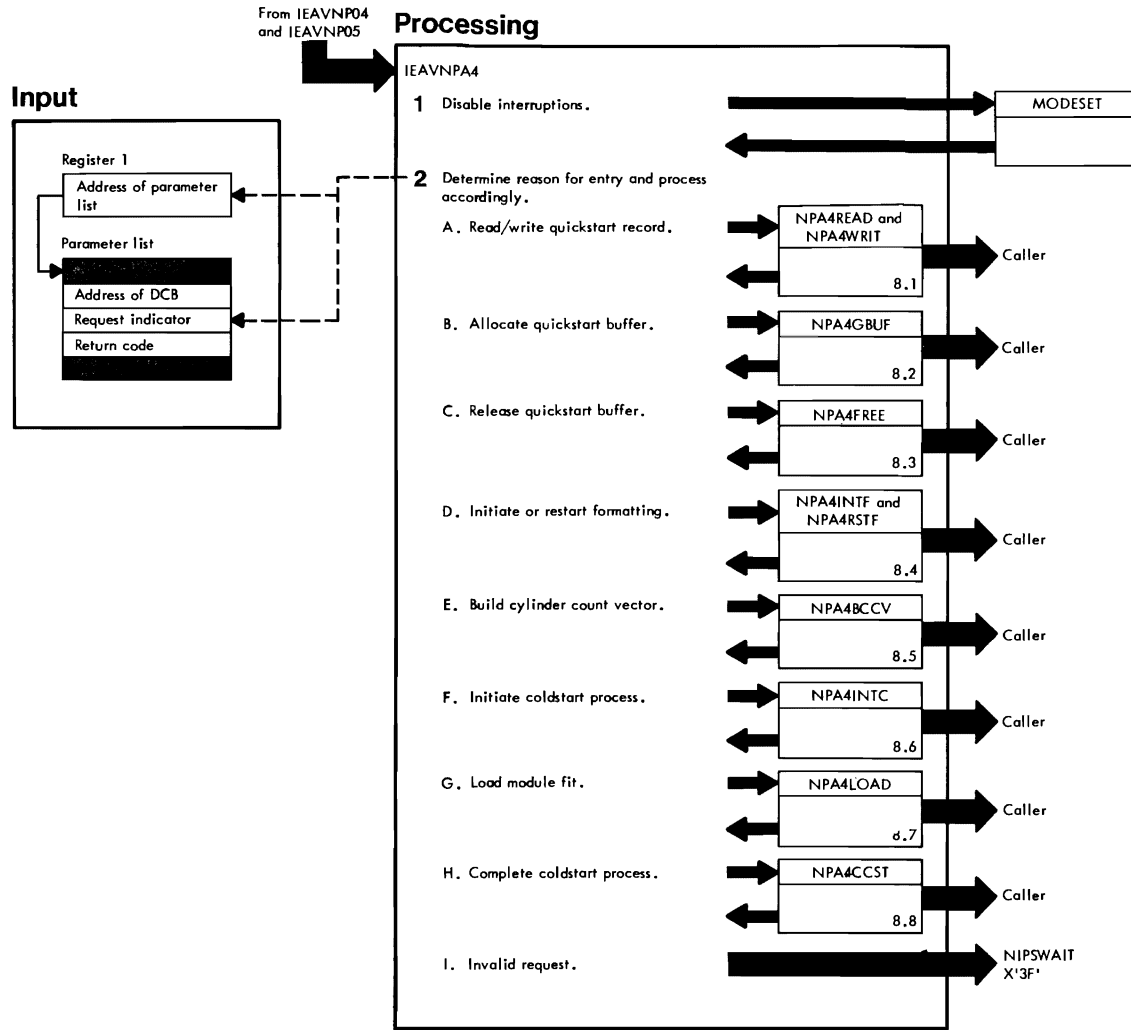 From IEAVNP04
and IEAVNP05
Processing
Input
IEAVNPA4
1 Disable interruptions.
MODESET
Register 1
Address of parameter
list
2 Determine reason for entry and process
accordingly.
Parameter list
Address of DCB
Request indicator
Return code
A. Read/write quickstart record.
NPA4READ and
NPA4WRIT
8.1
Caller
B. Allocate quickstart buffer.
NPA4GBUF
8.2
Caller
C. Release quickstart buffer.
NPA4FREE
8.3
Caller
D. Initiate or restart formatting.
NPA4INTF and
NPA4RSTF
8.4
Caller
E. Build cylinder count vector.
NPA4BCCV
8.5
Caller
F. Initiate coldstart process.
NPA4INTC
8.6
Caller
G. Load module fit.
NPA4LOAD
8.7
Caller
H. Complete coldstart process.
NPA4CCST
8.8
Caller
I. Invalid request.
NIPSWAIT
X'3F'